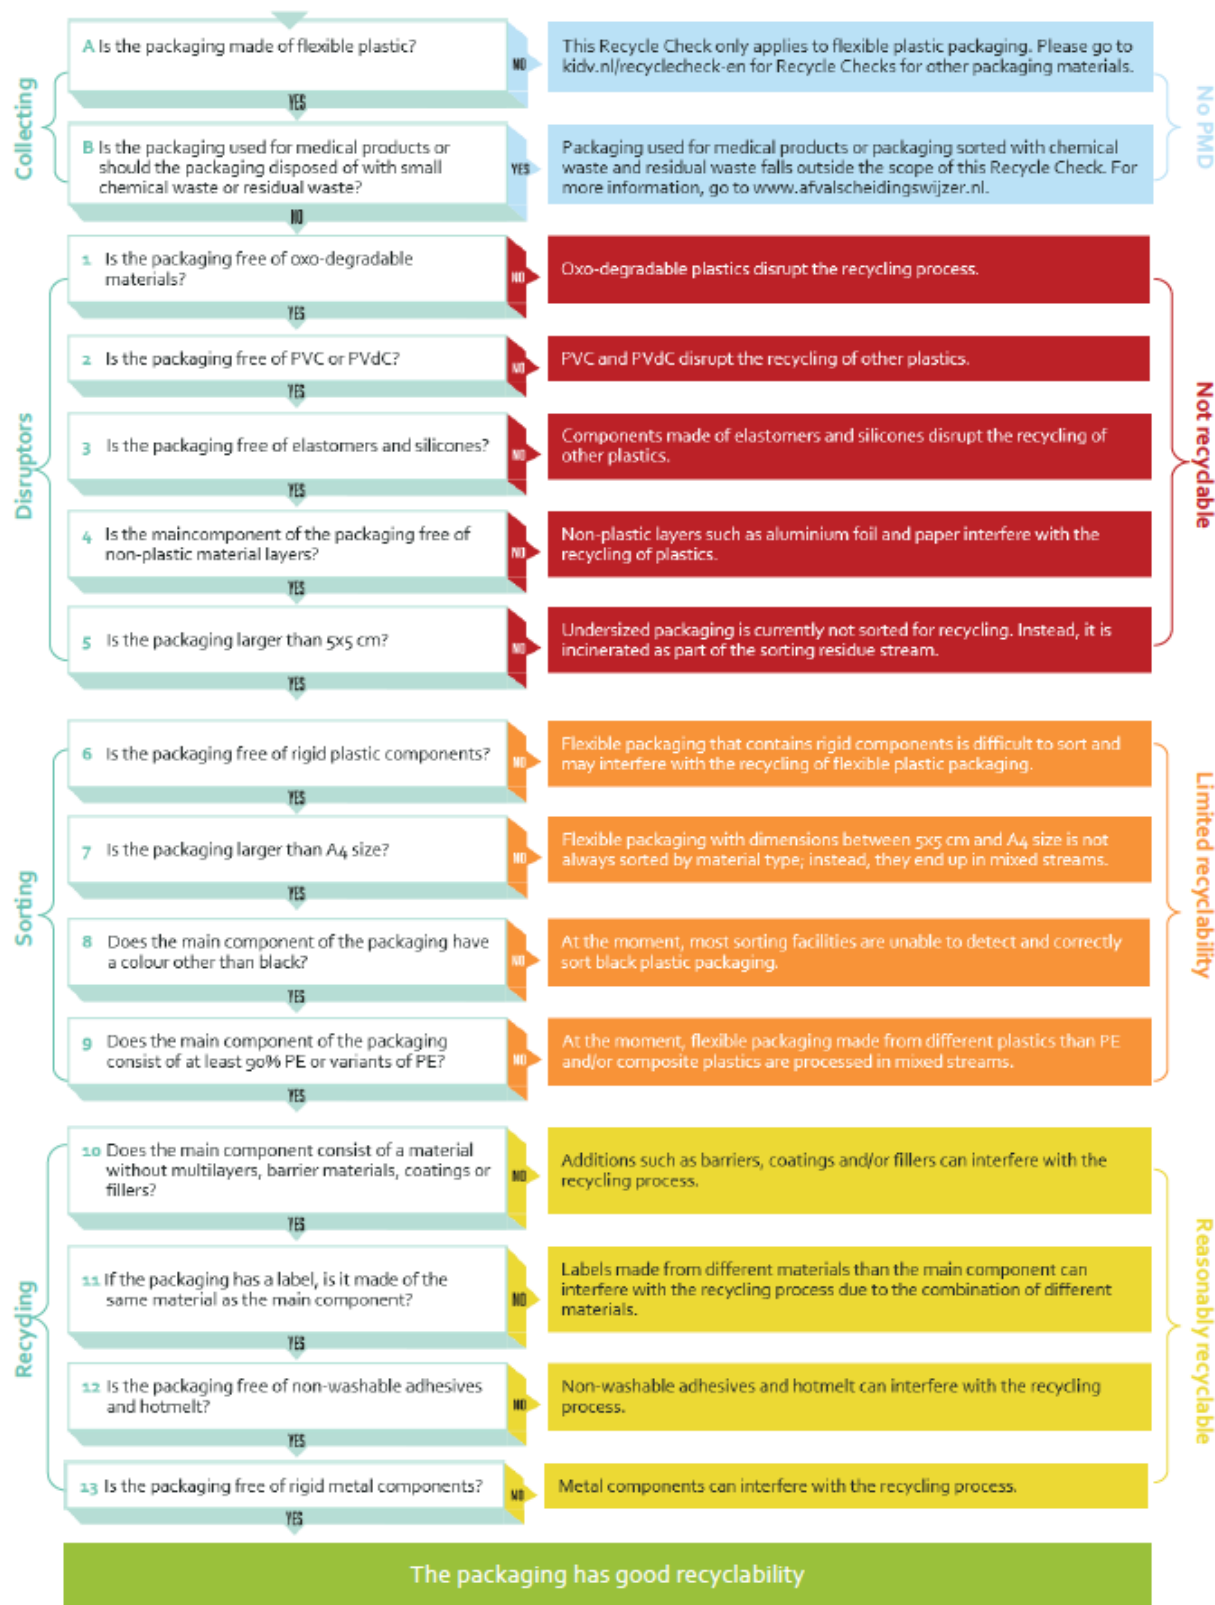 A Is the packaging made of flexible plastic?
NO
This Recycle Check only applies to flexible plastic packaging. Please go to
kidv.nl/recyclecheck-en for Recycle Checks for other packaging materials.
YES
Collecting
No PMD
B Is the packaging used for medical products or
should the packaging disposed of with small
chemical waste or residual waste?
YES
Packaging used for medical products or packaging sorted with chemical
waste and residual waste falls outside the scope of this Recycle Check. For
more information, go to www.afvalscheidingswijzer.nl.
NO
1 Is the packaging free of oxo-degradable
materials?
NO
Oxo-degradable plastics disrupt the recycling process.
YES
2 Is the packaging free of PVC or PVdC?
NO
PVC and PVdC disrupt the recycling of other plastics.
YES
Disruptors
Not recyclable
3 Is the packaging free of elastomers and silicones?
NO
Components made of elastomers and silicones disrupt the recycling of
other plastics.
YES
4 Is the maincomponent of the packaging free of
non-plastic material layers?
NO
Non-plastic layers such as aluminium foil and paper interfere with the
recycling of plastics.
YES
5 Is the packaging larger than 5x5 cm?
NO
Undersized packaging is currently not sorted for recycling. Instead, it is
incinerated as part of the sorting residue stream.
YES
6 Is the packaging free of rigid plastic components?
NO
Flexible packaging that contains rigid components is difficult to sort and
may interfere with the recycling of flexible plastic packaging.
YES
7 Is the packaging larger than A4 size?
NO
Flexible packaging with dimensions between 5x5 cm and A4 size is not
always sorted by material type; instead, they end up in mixed streams.
YES
Sorting
Limited recyclability
8 Does the main component of the packaging have
a colour other than black?
NO
At the moment, most sorting facilities are unable to detect and correctly
sort black plastic packaging.
YES
9 Does the main component of the packaging
consist of at least 90% PE or variants of PE?
NO
At the moment, flexible packaging made from different plastics than PE
and/or composite plastics are processed in mixed streams.
YES
10 Does the main component consist of a material
without multilayers, barrier materials, coatings or
fillers?
NO
Additions such as barriers, coatings and/or fillers can interfere with the
recycling process.
YES
Recycling
Reasonably recyclable
11 If the packaging has a label, is it made of the
same material as the main component?
NO
Labels made from different materials than the main component can
interfere with the recycling process due to the combination of different
materials.
YES
12 Is the packaging free of non-washable adhesives
and hotmelt?
NO
Non-washable adhesives and hotmelt can interfere with the recycling
process.
YES
13 Is the packaging free of rigid metal components?
NO
Metal components can interfere with the recycling process.
YES
The packaging has good recyclability